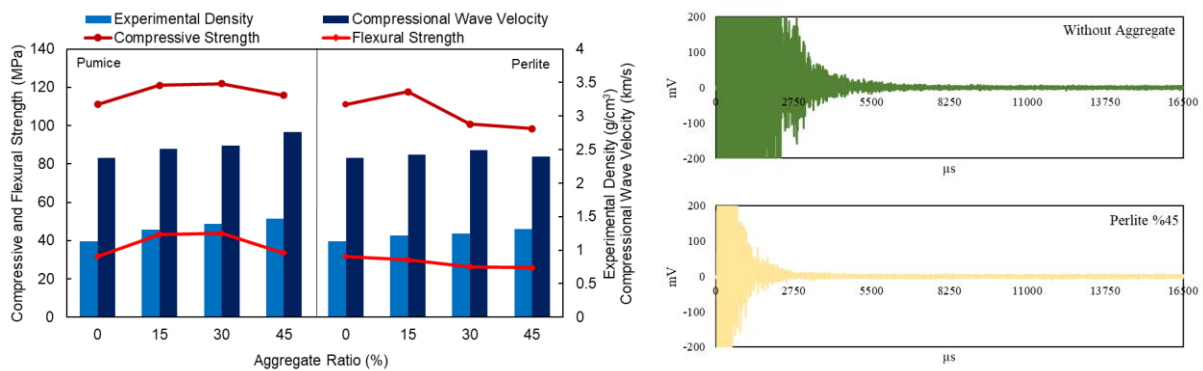 Experimental Density
Compressional Wave Velocity
Compressive Strength
Flexural Strength
Compressive and Flexural Strength (MPa)
140
120
100
80
60
40
20
0
Pumice
Perlite
4
3.5
3
2.5
2
1.5
1
0.5
0
Experimental Density (g/cm³)
Compressional Wave Velocity (km/s)
0 15 30 45 0 15 30 45
Aggregate Ratio (%)
Without Aggregate
mV
200
100
0
-100
-200
0 2750 5500 8250 11000 13750 16500
µs
Perlite %45
mV
200
100
0
-100
-200
0 2750 5500 8250 11000 13750 16500
µs